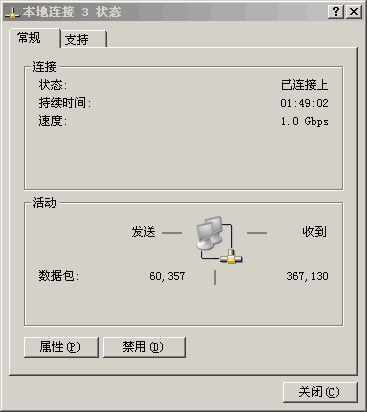 本地连接 3 状态
常规 支持
连接
状态: 已连接上
持续时间: 01:49:02
速度: 1.0 Gbps
活动
发送 收到
数据包: 60,357 367,130
属性(P) 禁用(D)
关闭(C)